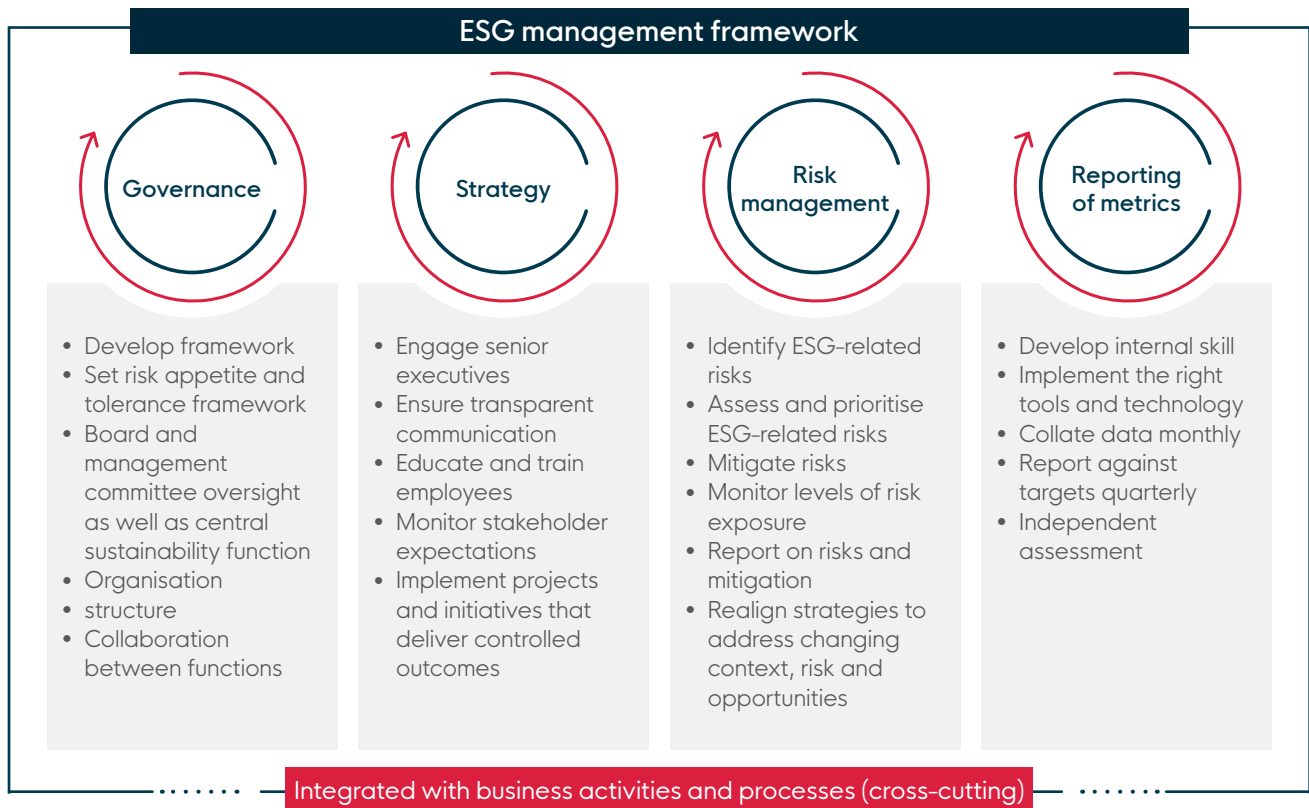 ESG management framework
Governance
• Develop framework
• Set risk appetite and
tolerance framework
• Board and
management
committee oversight
as well as central
sustainability function
• Organisation
• structure
• Collaboration
between functions
Strategy
• Engage senior
executives
• Ensure transparent
communication
• Educate and train
employees
• Monitor stakeholder
expectations
• Implement projects
and initiatives that
deliver controlled
outcomes
Risk
management
• Identify ESG-related
risks
• Assess and prioritise
ESG-related risks
• Mitigate risks
• Monitor levels of risk
exposure
• Report on risks and
mitigation
• Realign strategies to
address changing
context, risk and
opportunities
Reporting
of metrics
• Develop internal skill
• Implement the right
tools and technology
• Collate data monthly
• Report against
targets quarterly
• Independent
assessment
Integrated with business activities and processes (cross-cutting)